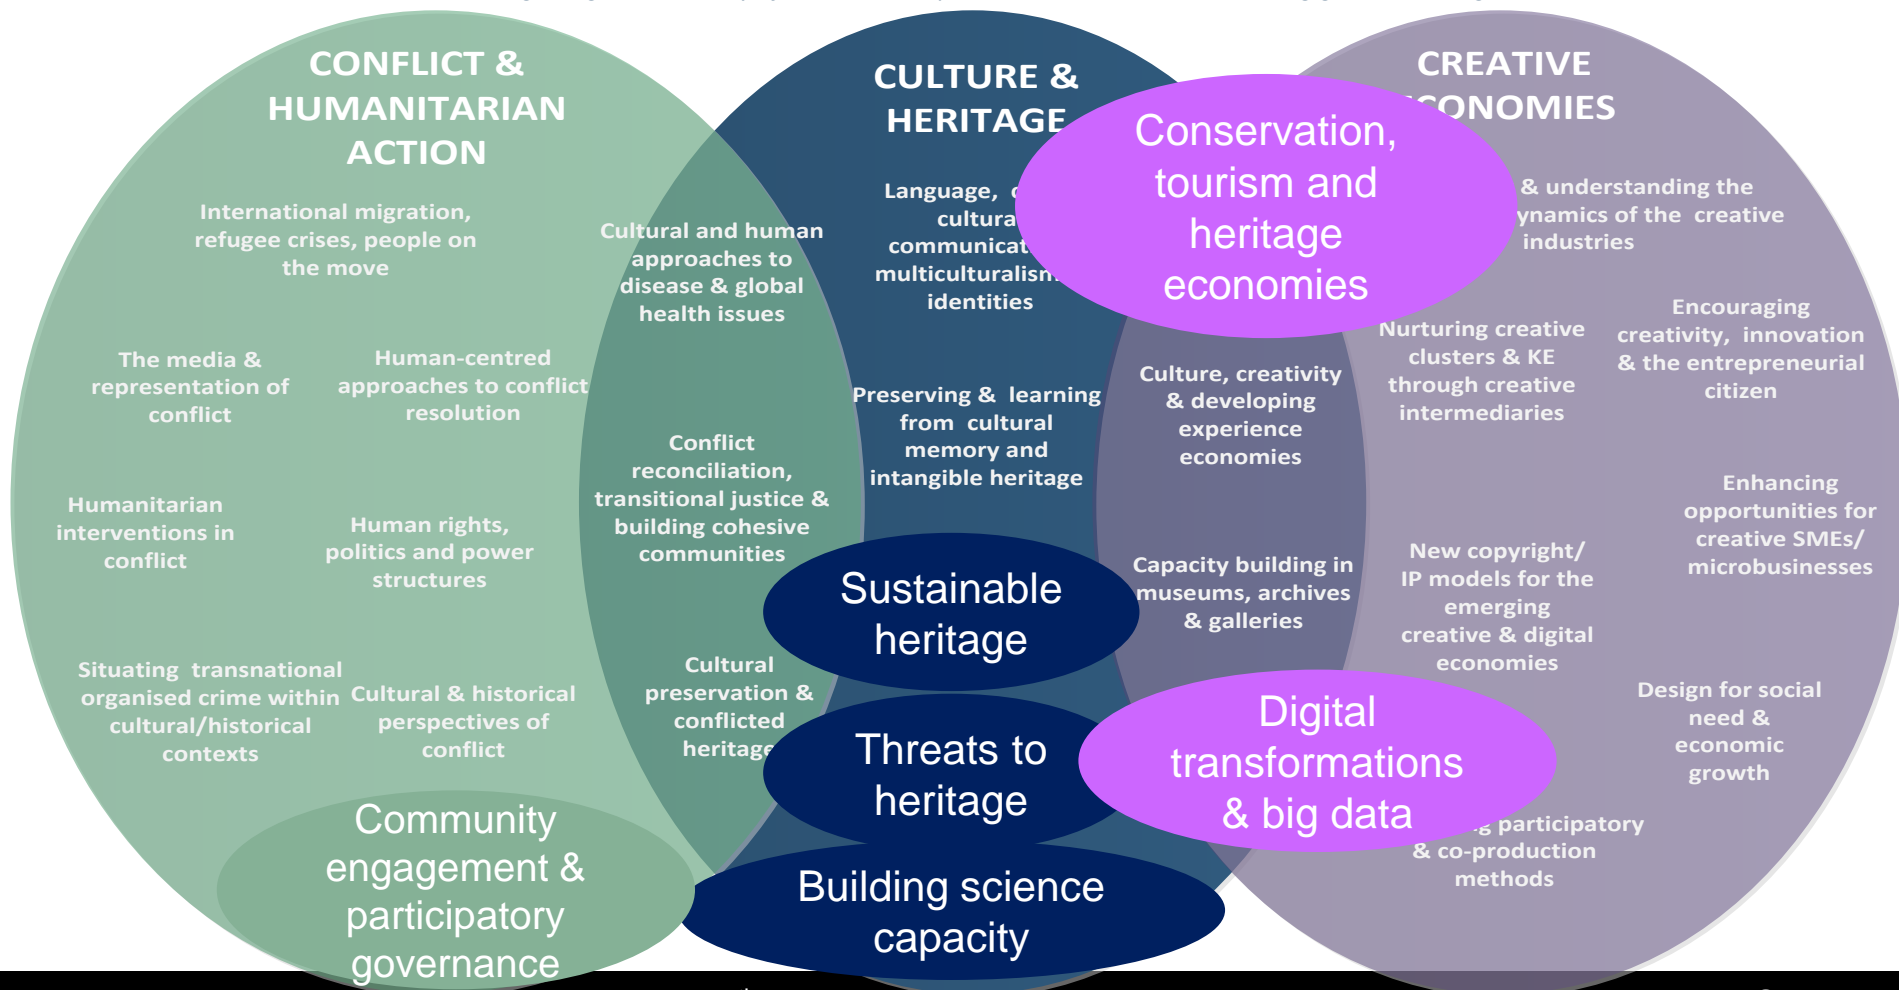 CONFLICT &
HUMANITARIAN
ACTION
International migration,
refugee crises, people on
the move
The media &
representation of
conflict
Human-centred
approaches to conflict
resolution
Humanitarian
interventions in
conflict
Human rights,
politics and power
structures
Situating transnational
organised crime within
cultural/historical
contexts
Cultural & historical
perspectives of
conflict
Community
engagement &
participatory
governance
Cultural and human
approaches to
disease & global
health issues
Conflict
reconciliation,
transitional justice &
building cohesive
communities
Cultural
preservation &
conflicted
heritage
CULTURE &
HERITAGE
Language,
identities
Preserving & learning
from cultural
memory and
intangible heritage
Sustainable
heritage
Threats to
heritage
Building science
capacity
Conservation,
tourism and
heritage
economies
Culture, creativity
& developing
experience
economies
Capacity building in
museums, archives
& galleries
Digital
transformations
& big data
CREATIVE
& understanding the
of the creative
industries
Nurturing creative
clusters & KE
through creative
intermediaries
Encouraging
creativity, innovation
& the entrepreneurial
citizen
Enhancing
opportunities for
creative SMEs/
microbusinesses
New copyright/
IP models for the
emerging
creative & digital
economies
Design for social
need &
economic
growth
participatory
& co-production
methods